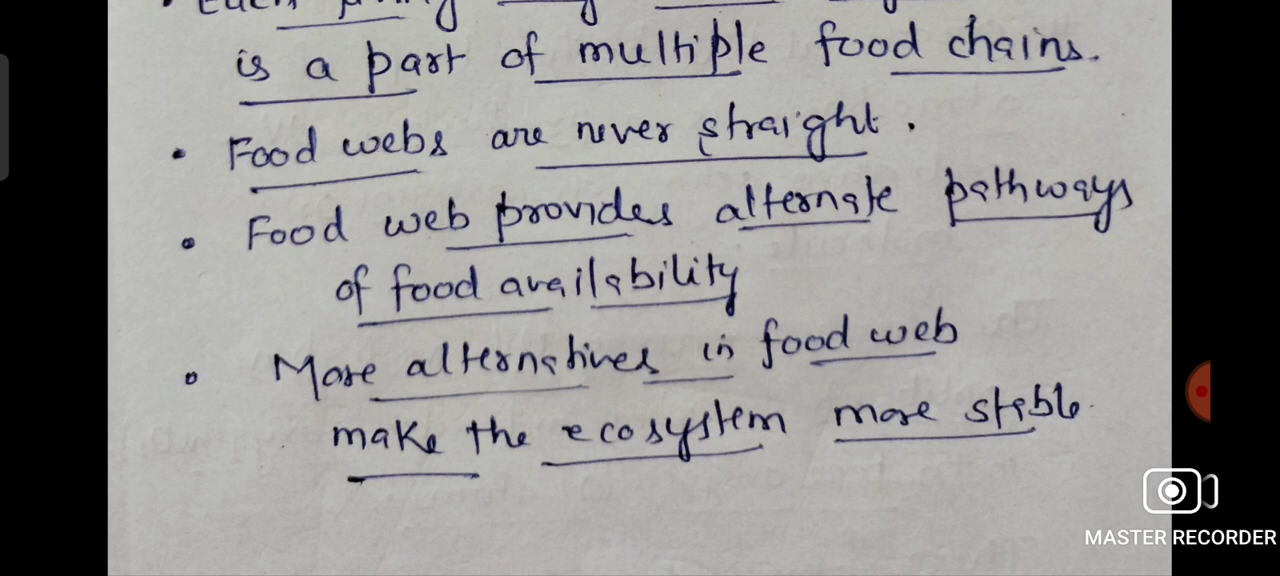 is a part of multiple food chains.
• Food webs are never straight.
• Food web provides alternate pathways
of food availability
• More alternatives in food web
make the ecosystem more stable.
MASTER RECORDER